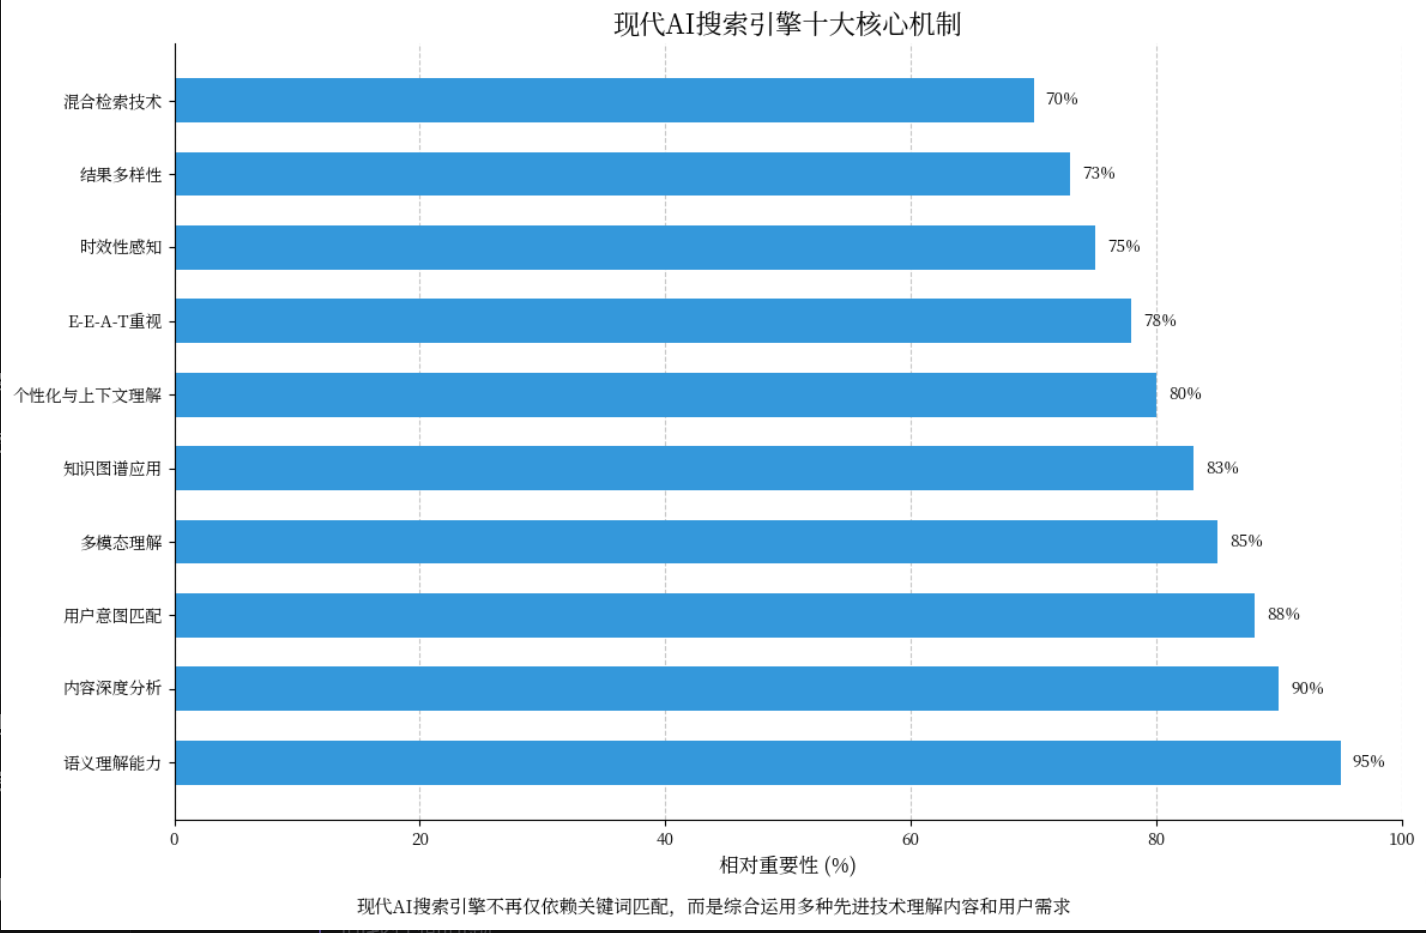 现代AI搜索引擎十大核心机制
混合检索技术 70%
结果多样性 73%
时效性感知 75%
E-E-A-T重视 78%
个性化与上下文理解 80%
知识图谱应用 83%
多模态理解 85%
用户意图匹配 88%
内容深度分析 90%
语义理解能力 95%
0 20 40 60 80 100
相对重要性 (%)
现代AI搜索引擎不再仅依赖关键词匹配，而是综合运用多种先进技术理解内容和用户需求